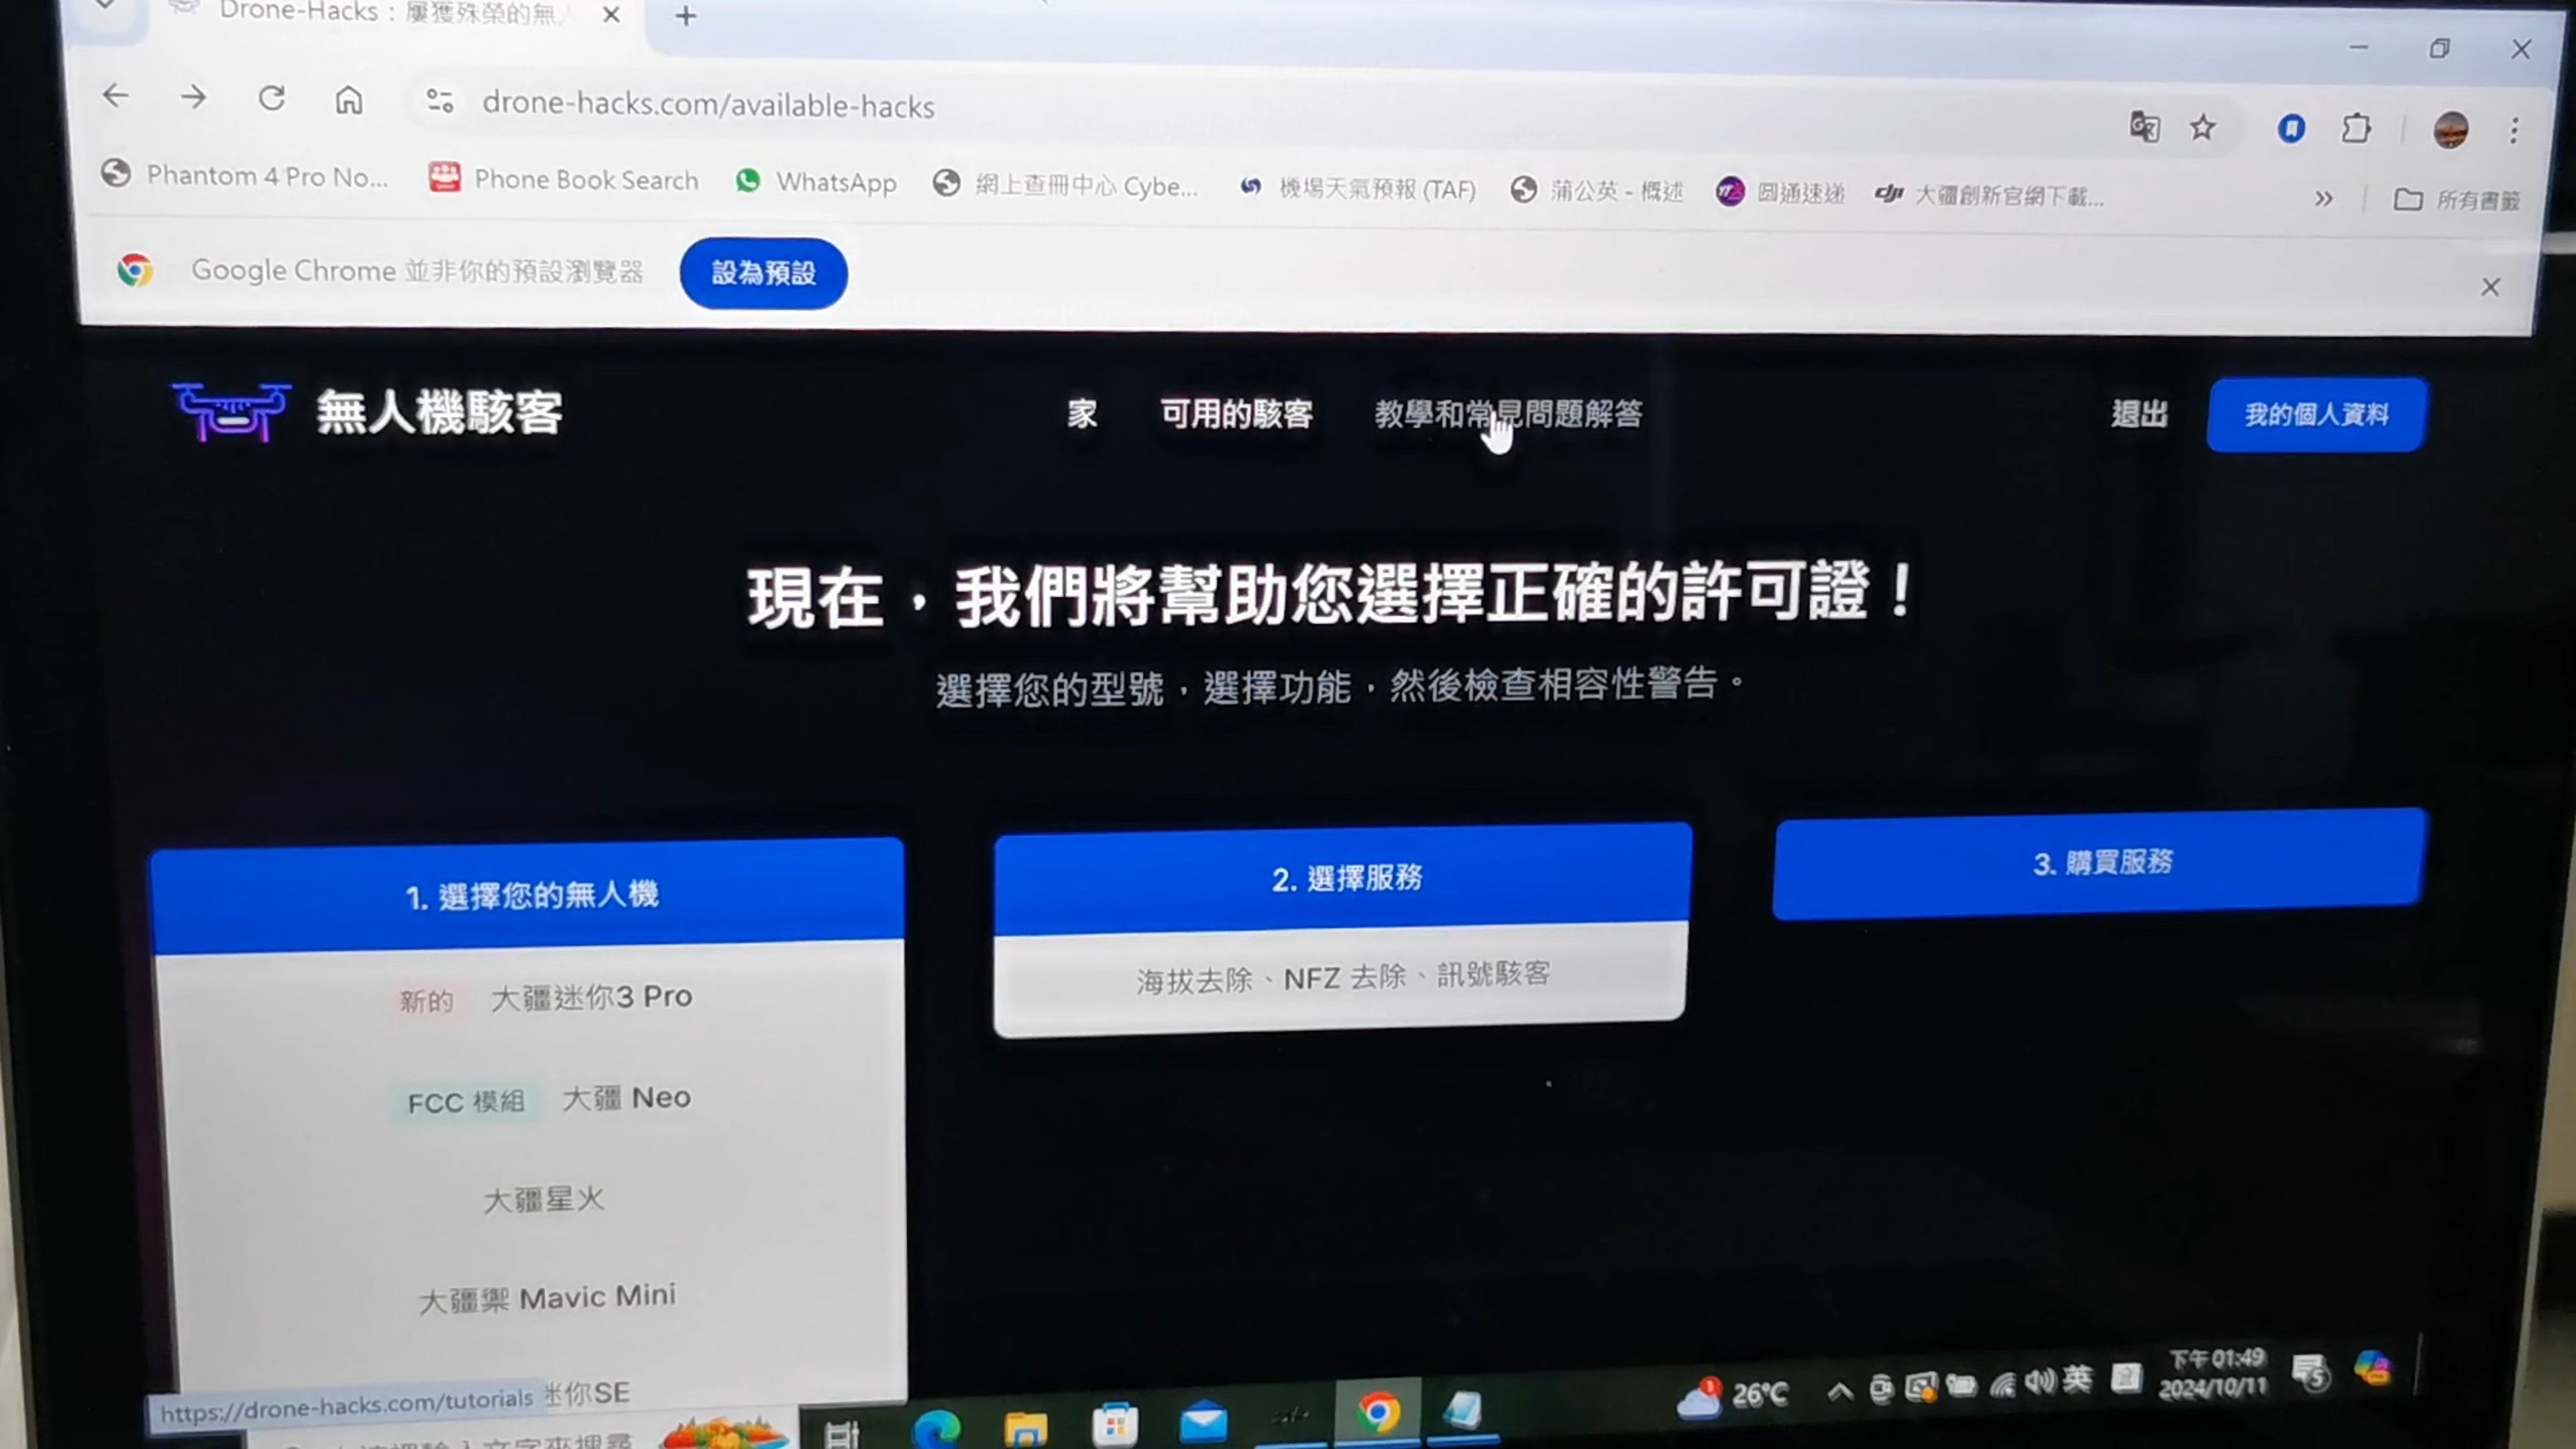 Drone-Hacks：屢獲殊榮的無人
drone-hacks.com/available-hacks
Phantom 4 Pro No...
Phone Book Search
WhatsApp
網上查冊中心 Cybe...
機場天氣預報 (TAF)
蒲公英 - 概述
圆通速递
dji 大疆創新官網下載...
所有書籤
Google Chrome 並非你的預設瀏覽器
設為預設
無人機駭客
家
可用的駭客
教學和常見問題解答
退出
我的個人資料
現在，我們將幫助您選擇正確的許可證！
選擇您的型號，選擇功能，然後檢查相容性警告。
1. 選擇您的無人機
新的 大疆迷你3 Pro
FCC 模組 大疆 Neo
大疆星火
大疆禦 Mavic Mini
迷你SE
2. 選擇服務
海拔去除、NFZ 去除、訊號駭客
3. 購買服務
https://drone-hacks.com/tutorials
26°C
英
下午 01:49
2024/10/11
5